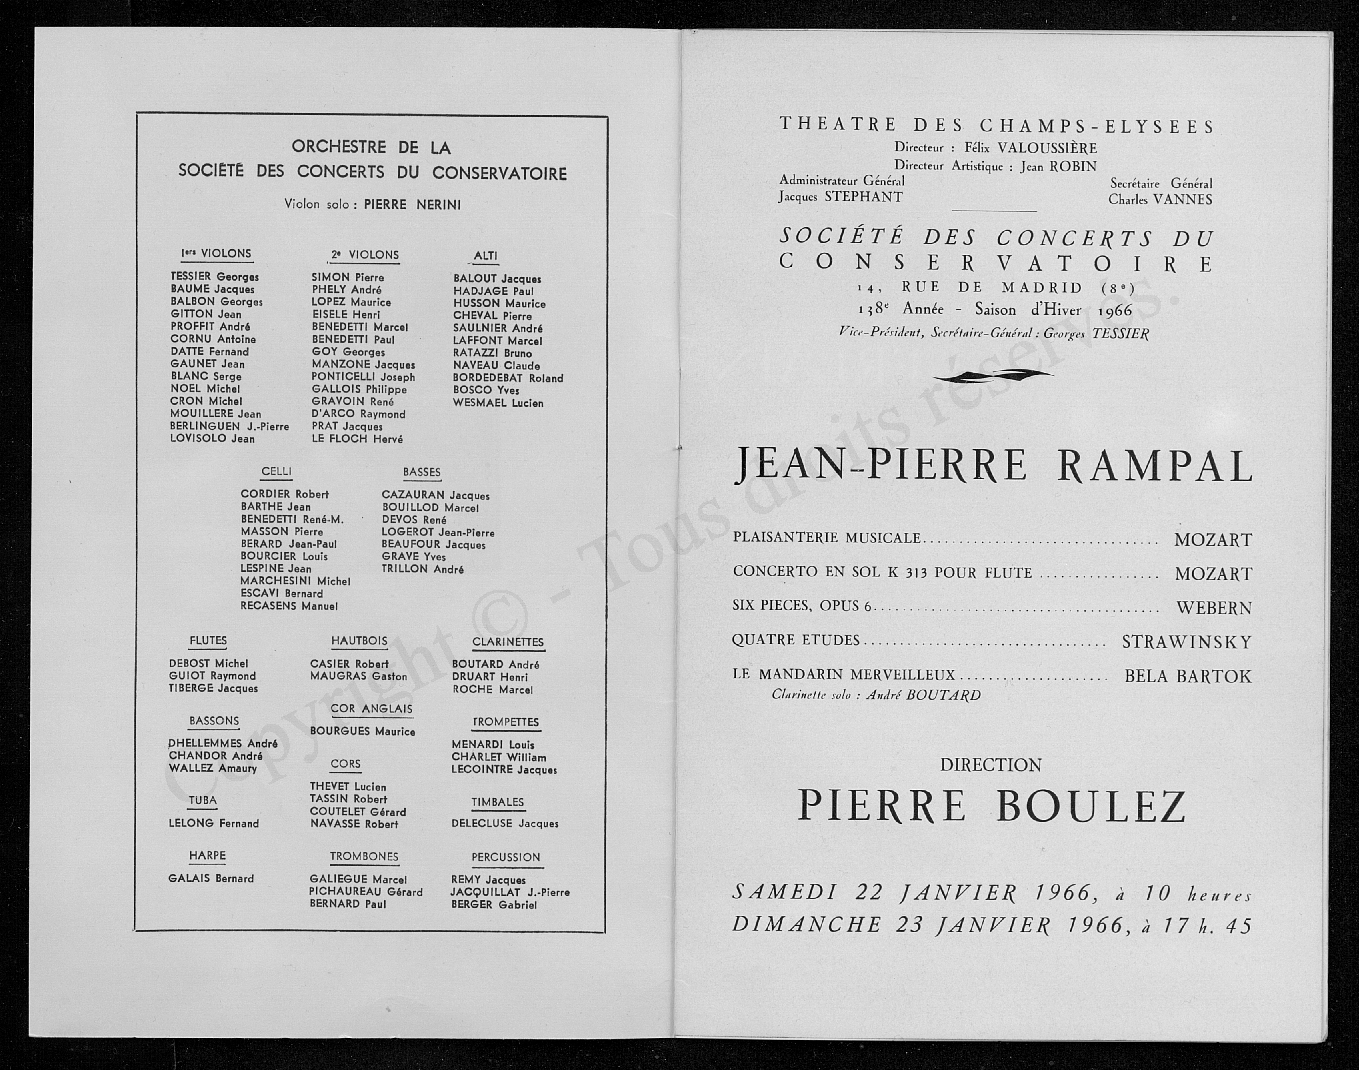 ORCHESTRE DE LA
SOCIÉTÉ DES CONCERTS DU CONSERVATOIRE
Violon solo : PIERRE NERINI
1ers VIOLONS
TESSIER Georges
BAUME Jacques
BALBON Georges
GITTON Jean
PROFFIT André
CORNU Antoine
DATTE Fernand
GAUNET Jean
BLANC Serge
NOEL Michel
CRON Michel
MOUILLERE Jean
BERLINGUEN J.-Pierre
LOVISOLO Jean
2e VIOLONS
SIMON Pierre
PHELY André
LOPEZ Maurice
EISELE Henri
BENEDETTI Marcel
BENEDETTI Paul
GOY Georges
MANZONE Jacques
PONTICELLI Joseph
GALLOIS Philippe
GRAVOIN René
D'ARCO Raymond
PRAT Jacques
LE FLOCH Hervé
ALTI
BALOUT Jacques
HADJAGE Paul
HUSSON Maurice
CHEVAL Pierre
SAULNIER André
LAFFONT Marcel
RATAZZI Bruno
NAVEAU Claude
BORDEDEBAT Roland
BOSCO Yves
WESMAEL Lucien
CELLI
CORDIER Robert
BARTHE Jean
BENEDETTI René-M.
MASSON Pierre
BERARD Jean-Paul
BOURCIER Louis
LESPINE Jean
MARCHESINI Michel
ESCAVI Bernard
RECASENS Manuel
BASSES
CAZAURAN Jacques
BOUILLOD Marcel
DEVOS René
LOGEROT Jean-Pierre
BEAUFOUR Jacques
GRAVE Yves
TRILLON André
FLUTES
DEBOST Michel
GUIOT Raymond
TIBERGE Jacques
HAUTBOIS
CASIER Robert
MAUGRAS Gaston
CLARINETTES
BOUTARD André
DRUART Henri
ROCHE Marcel
COR ANGLAIS
BOURGUES Maurice
BASSONS
DHELLEMMES André
CHANDOR André
WALLEZ Amaury
TROMPETTES
MENARDI Louis
CHARLET William
LECOINTRE Jacques
CORS
THEVET Lucien
TASSIN Robert
COUTELET Gérard
NAVASSE Robert
TUBA
LELONG Fernand
TIMBALES
DELECLUSE Jacques
HARPE
GALAIS Bernard
TROMBONES
GALIEGUE Marcel
PICHAUREAU Gérard
BERNARD Paul
PERCUSSION
REMY Jacques
JACQUILLAT J.-Pierre
BERGER Gabriel
THEATRE DES CHAMPS-ELYSEES
Directeur : Félix VALOUSSIÈRE
Directeur Artistique : Jean ROBIN
Administrateur Général
Jacques STEPHANT
Secrétaire Général
Charles VANNES
SOCIÉTÉ DES CONCERTS DU
CONSERVATOIRE
14, RUE DE MADRID (8e)
138e Année - Saison d'Hiver 1966
Vice-Président, Secrétaire-Général : Georges TESSIER
JEAN-PIERRE RAMPAL
PLAISANTERIE MUSICALE................................ MOZART
CONCERTO EN SOL K 313 POUR FLUTE ................. MOZART
SIX PIECES, OPUS 6....................................... WEBERN
QUATRE ETUDES................................. STRAWINSKY
LE MANDARIN MERVEILLEUX..................... BELA BARTOK
Clarinette solo : André BOUTARD
DIRECTION
PIERRE BOULEZ
SAMEDI 22 JANVIER 1966, à 10 heures
DIMANCHE 23 JANVIER 1966, à 17 h. 45
Copyright © - Tous droits réservés.